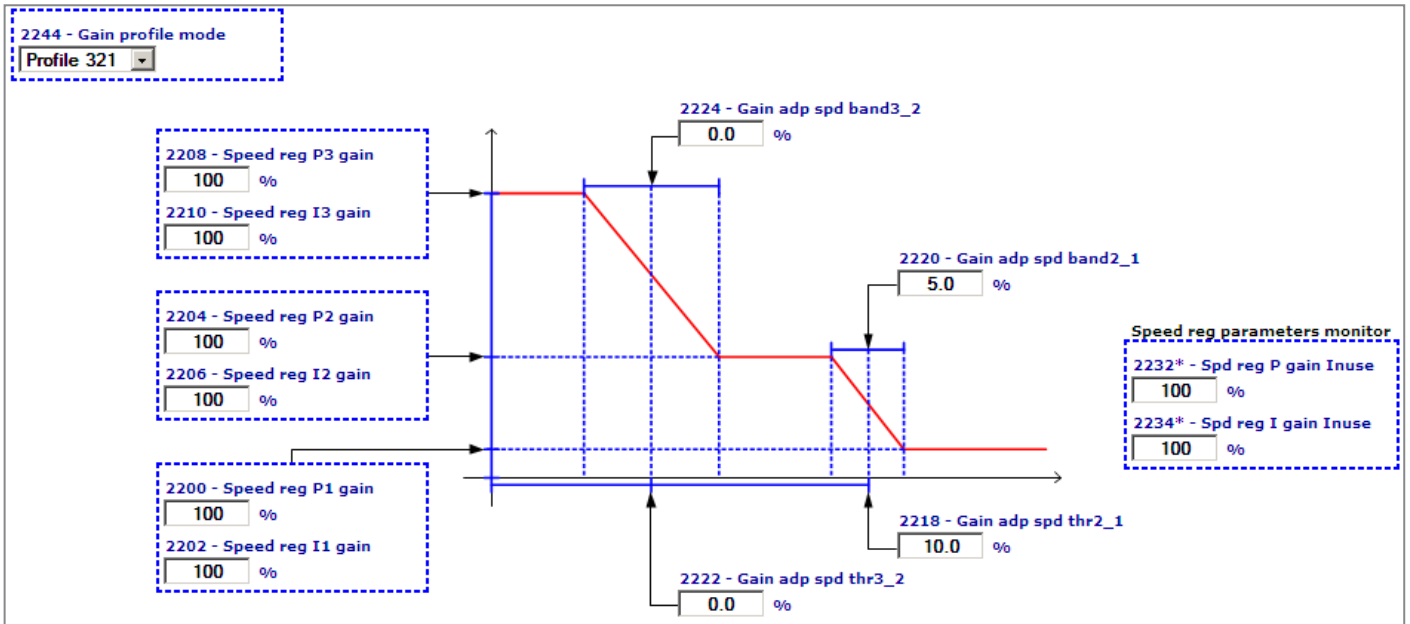 2244 - Gain profile mode
Profile 321
2224 - Gain adp spd band3_2
0.0 %
2208 - Speed reg P3 gain
100 %
2210 - Speed reg I3 gain
100 %
2220 - Gain adp spd band2_1
5.0 %
2204 - Speed reg P2 gain
100 %
2206 - Speed reg I2 gain
100 %
Speed reg parameters monitor
2232* - Spd reg P gain Inuse
100 %
2234* - Spd reg I gain Inuse
100 %
2200 - Speed reg P1 gain
100 %
2202 - Speed reg I1 gain
100 %
2218 - Gain adp spd thr2_1
10.0 %
2222 - Gain adp spd thr3_2
0.0 %